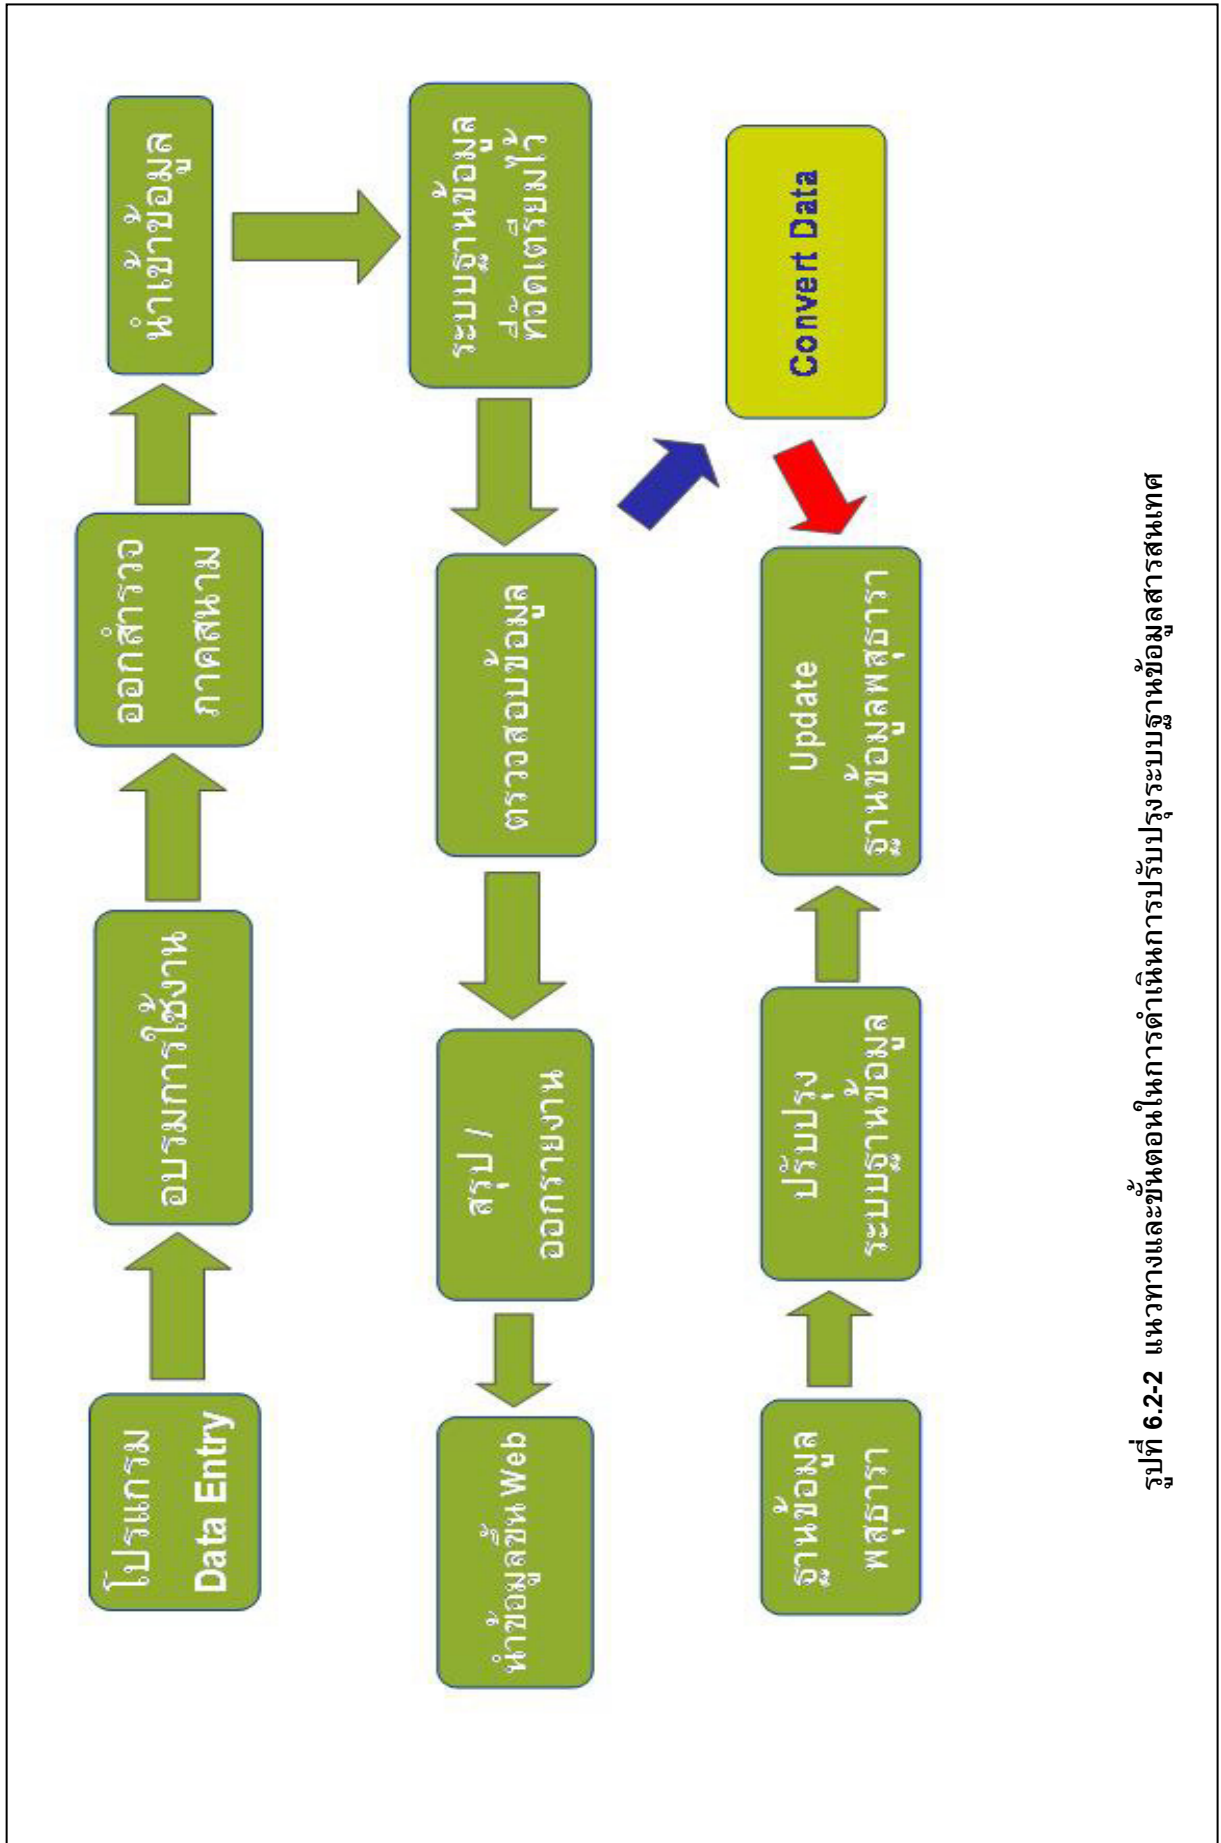 โปรแกรม
Data Entry
อบรมการใช้งาน
ออกสำรวจ
ภาคสนาม
นำเข้าข้อมูล
ระบบฐานข้อมูล
ที่จัดเตรียมไว้
ตรวจสอบข้อมูล
สรุป /
ออกรายงาน
นำข้อมูลขึ้น Web
Convert Data
ฐานข้อมูล
พสุธารา
ปรับปรุง
ระบบฐานข้อมูล
Update
ฐานข้อมูลพสุธารา
รูปที่ 6.2-2 แนวทางและขั้นตอนในการดำเนินการปรับปรุงระบบฐานข้อมูลสารสนเทศ